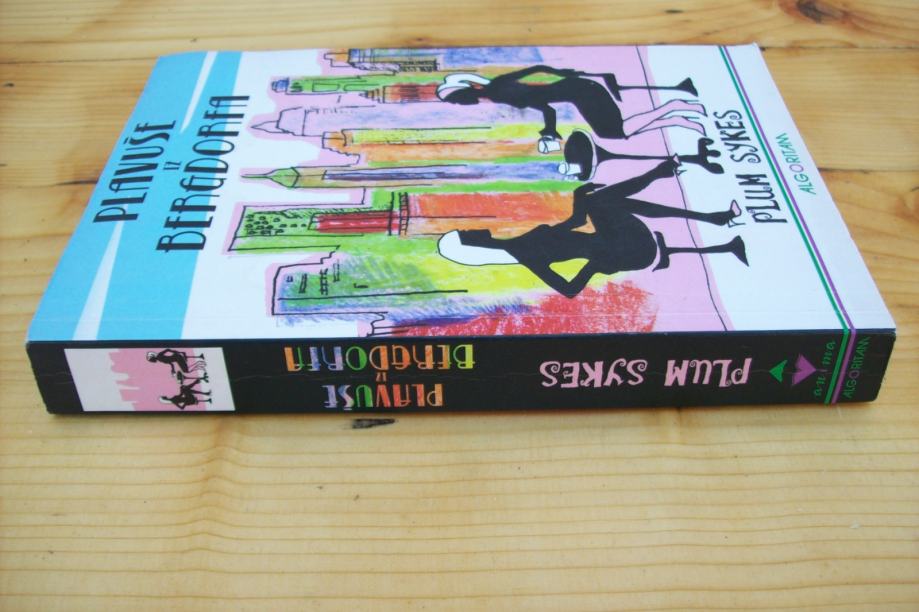 PLAVUŠE
IZ
BERGDORFA
PLUM SYKES
ALGORITAM
PLAVUŠE
IZ
BERGDORFA
PLUM SYKES
anima
ALGORITAM